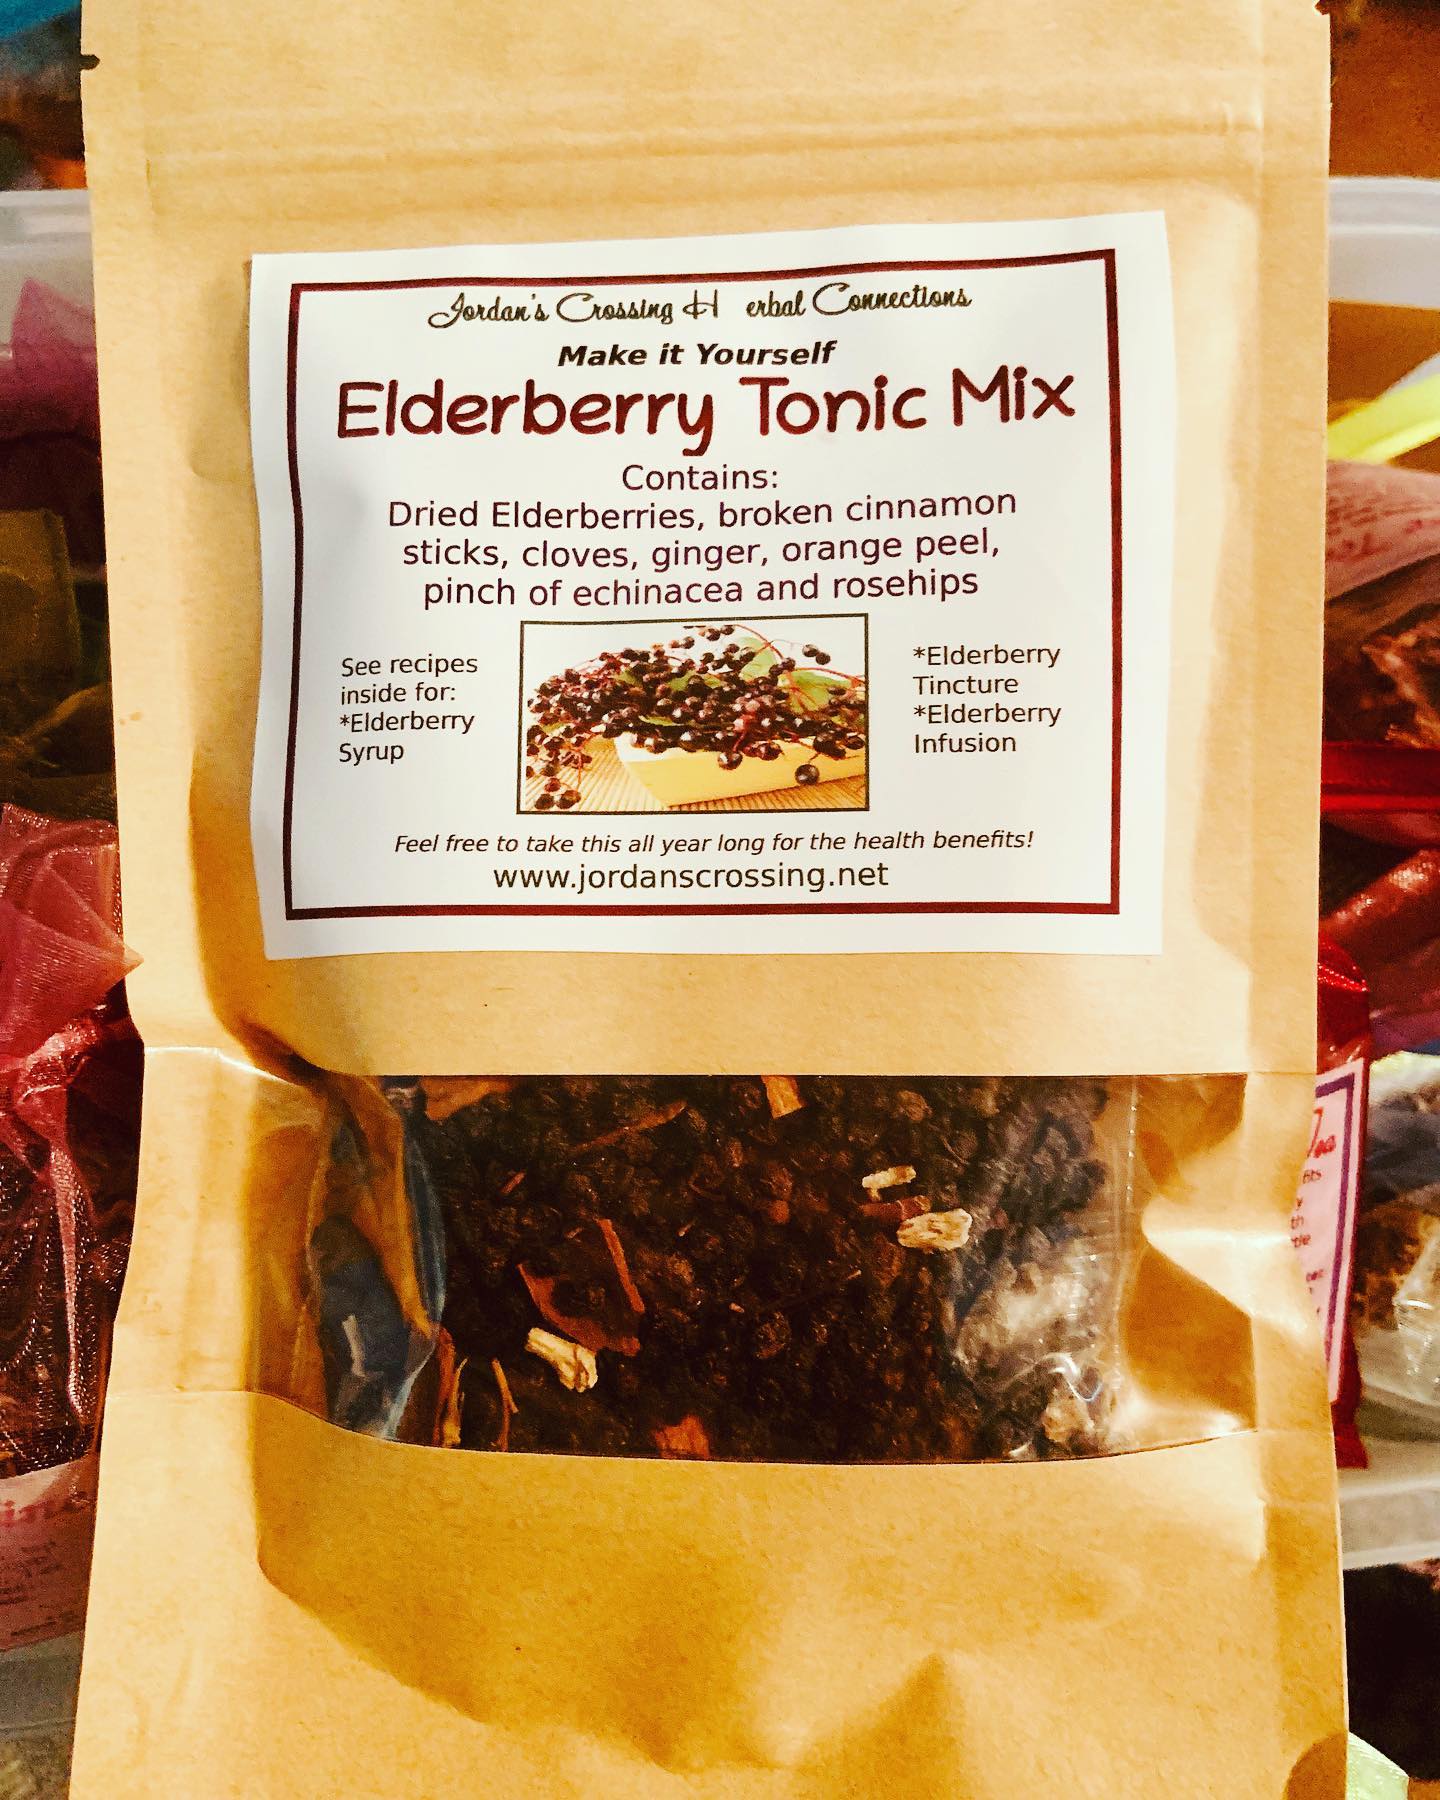 Jordan's Crossing H erbal Connections
Make it Yourself
Elderberry Tonic Mix
Contains:
Dried Elderberries, broken cinnamon
sticks, cloves, ginger, orange peel,
pinch of echinacea and rosehips
See recipes
inside for:
*Elderberry
Syrup
*Elderberry
Tincture
*Elderberry
Infusion
Feel free to take this all year long for the health benefits!
www.jordanscrossing.net